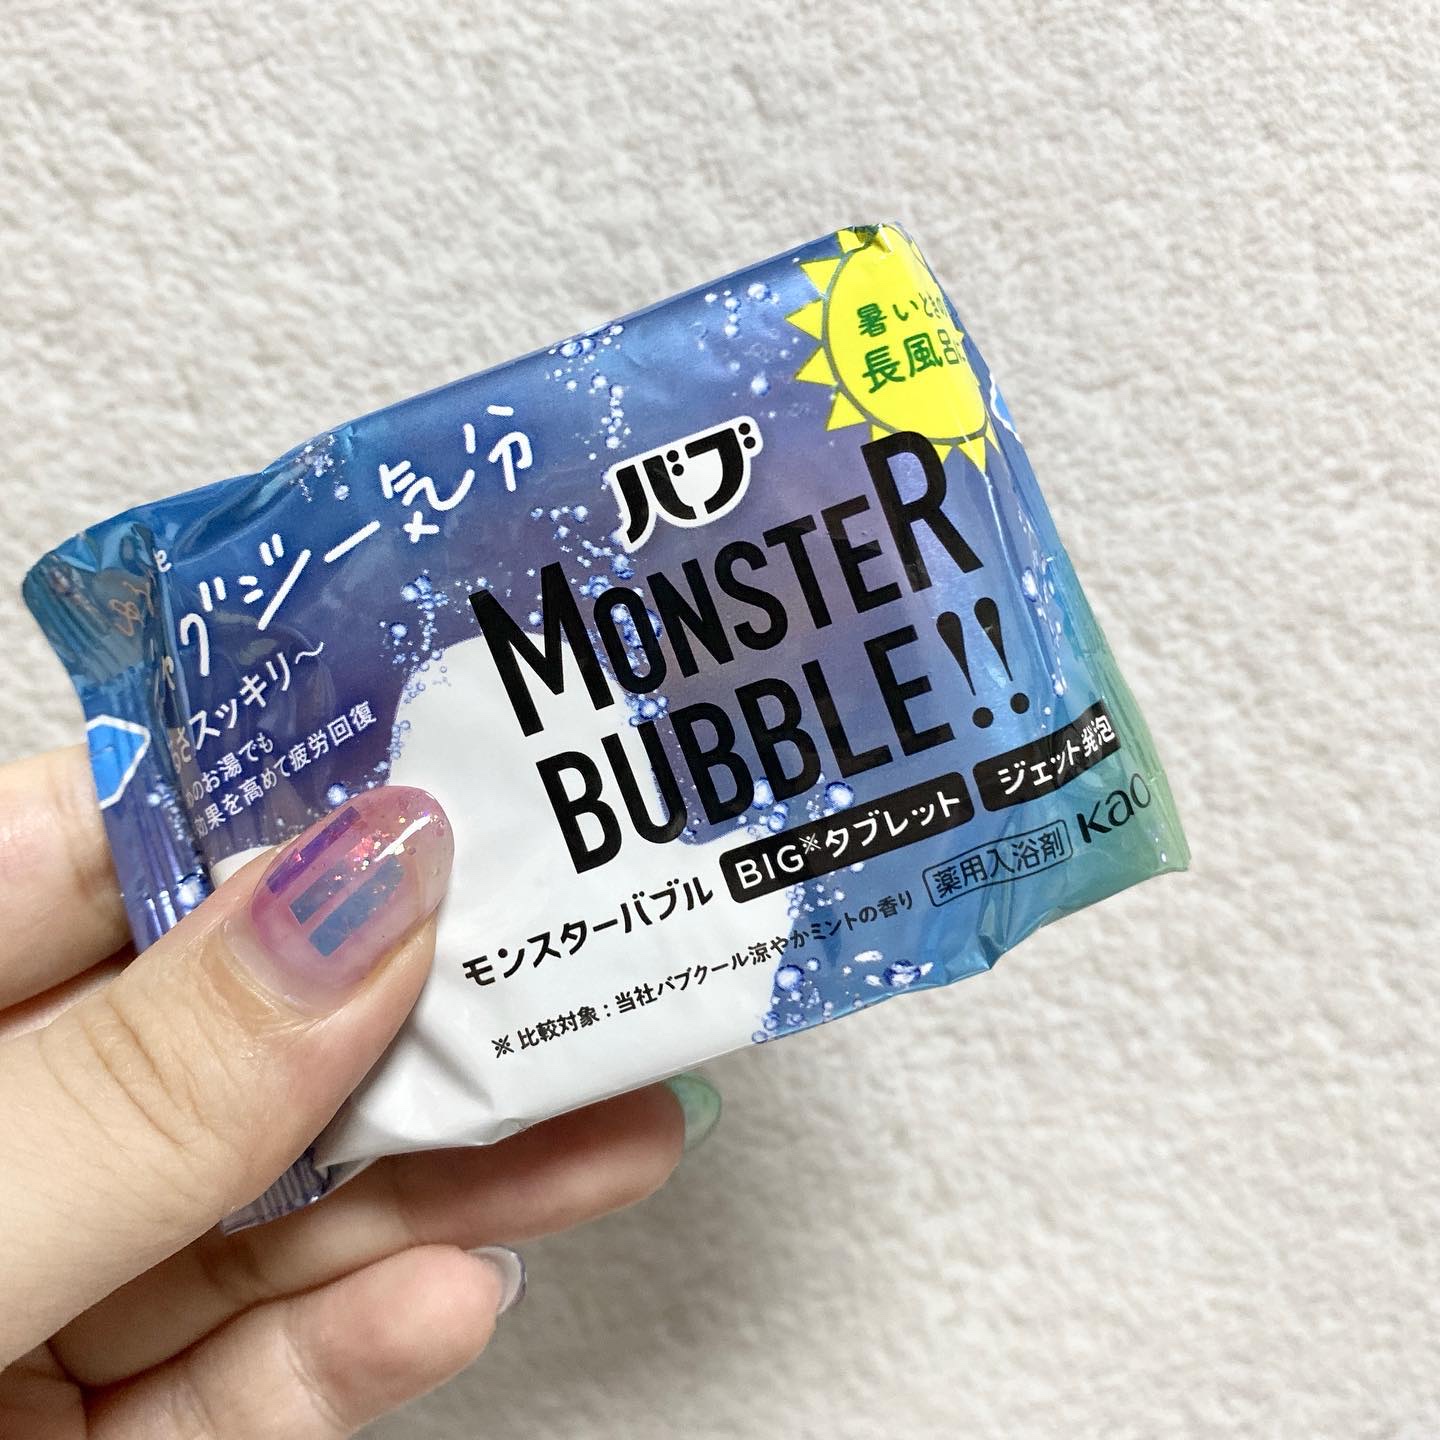 暑いときの
長風呂に
グジー気分
バブ
MONSTER
BUBBLE!!
スッキリ〜
のお湯でも
効果を高めて疲労回復
モンスターバブル
BIG※タブレット
ジェット発泡
※比較対象：当社バブクール涼やかミントの香り
薬用入浴剤
Kao